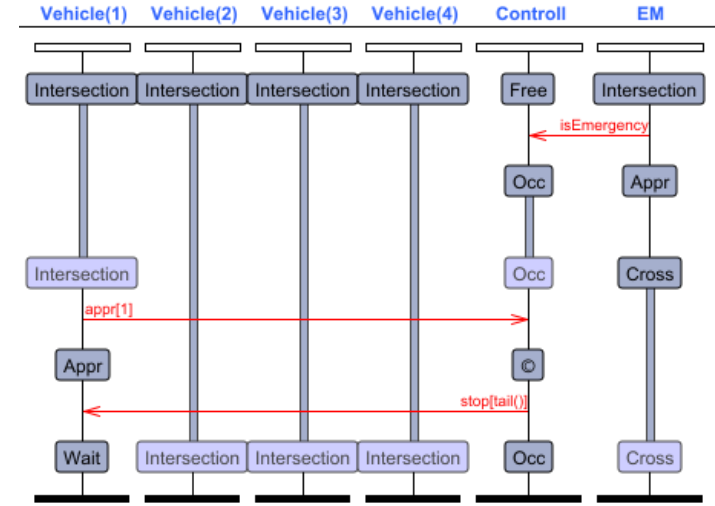 Vehicle(1) Vehicle(2) Vehicle(3) Vehicle(4) Controll EM
Intersection Intersection Intersection Intersection Free Intersection
isEmergency
Occ Appr
Intersection Occ Cross
appr[1]
Appr ©
stop[tail()]
Wait Intersection Intersection Intersection Occ Cross